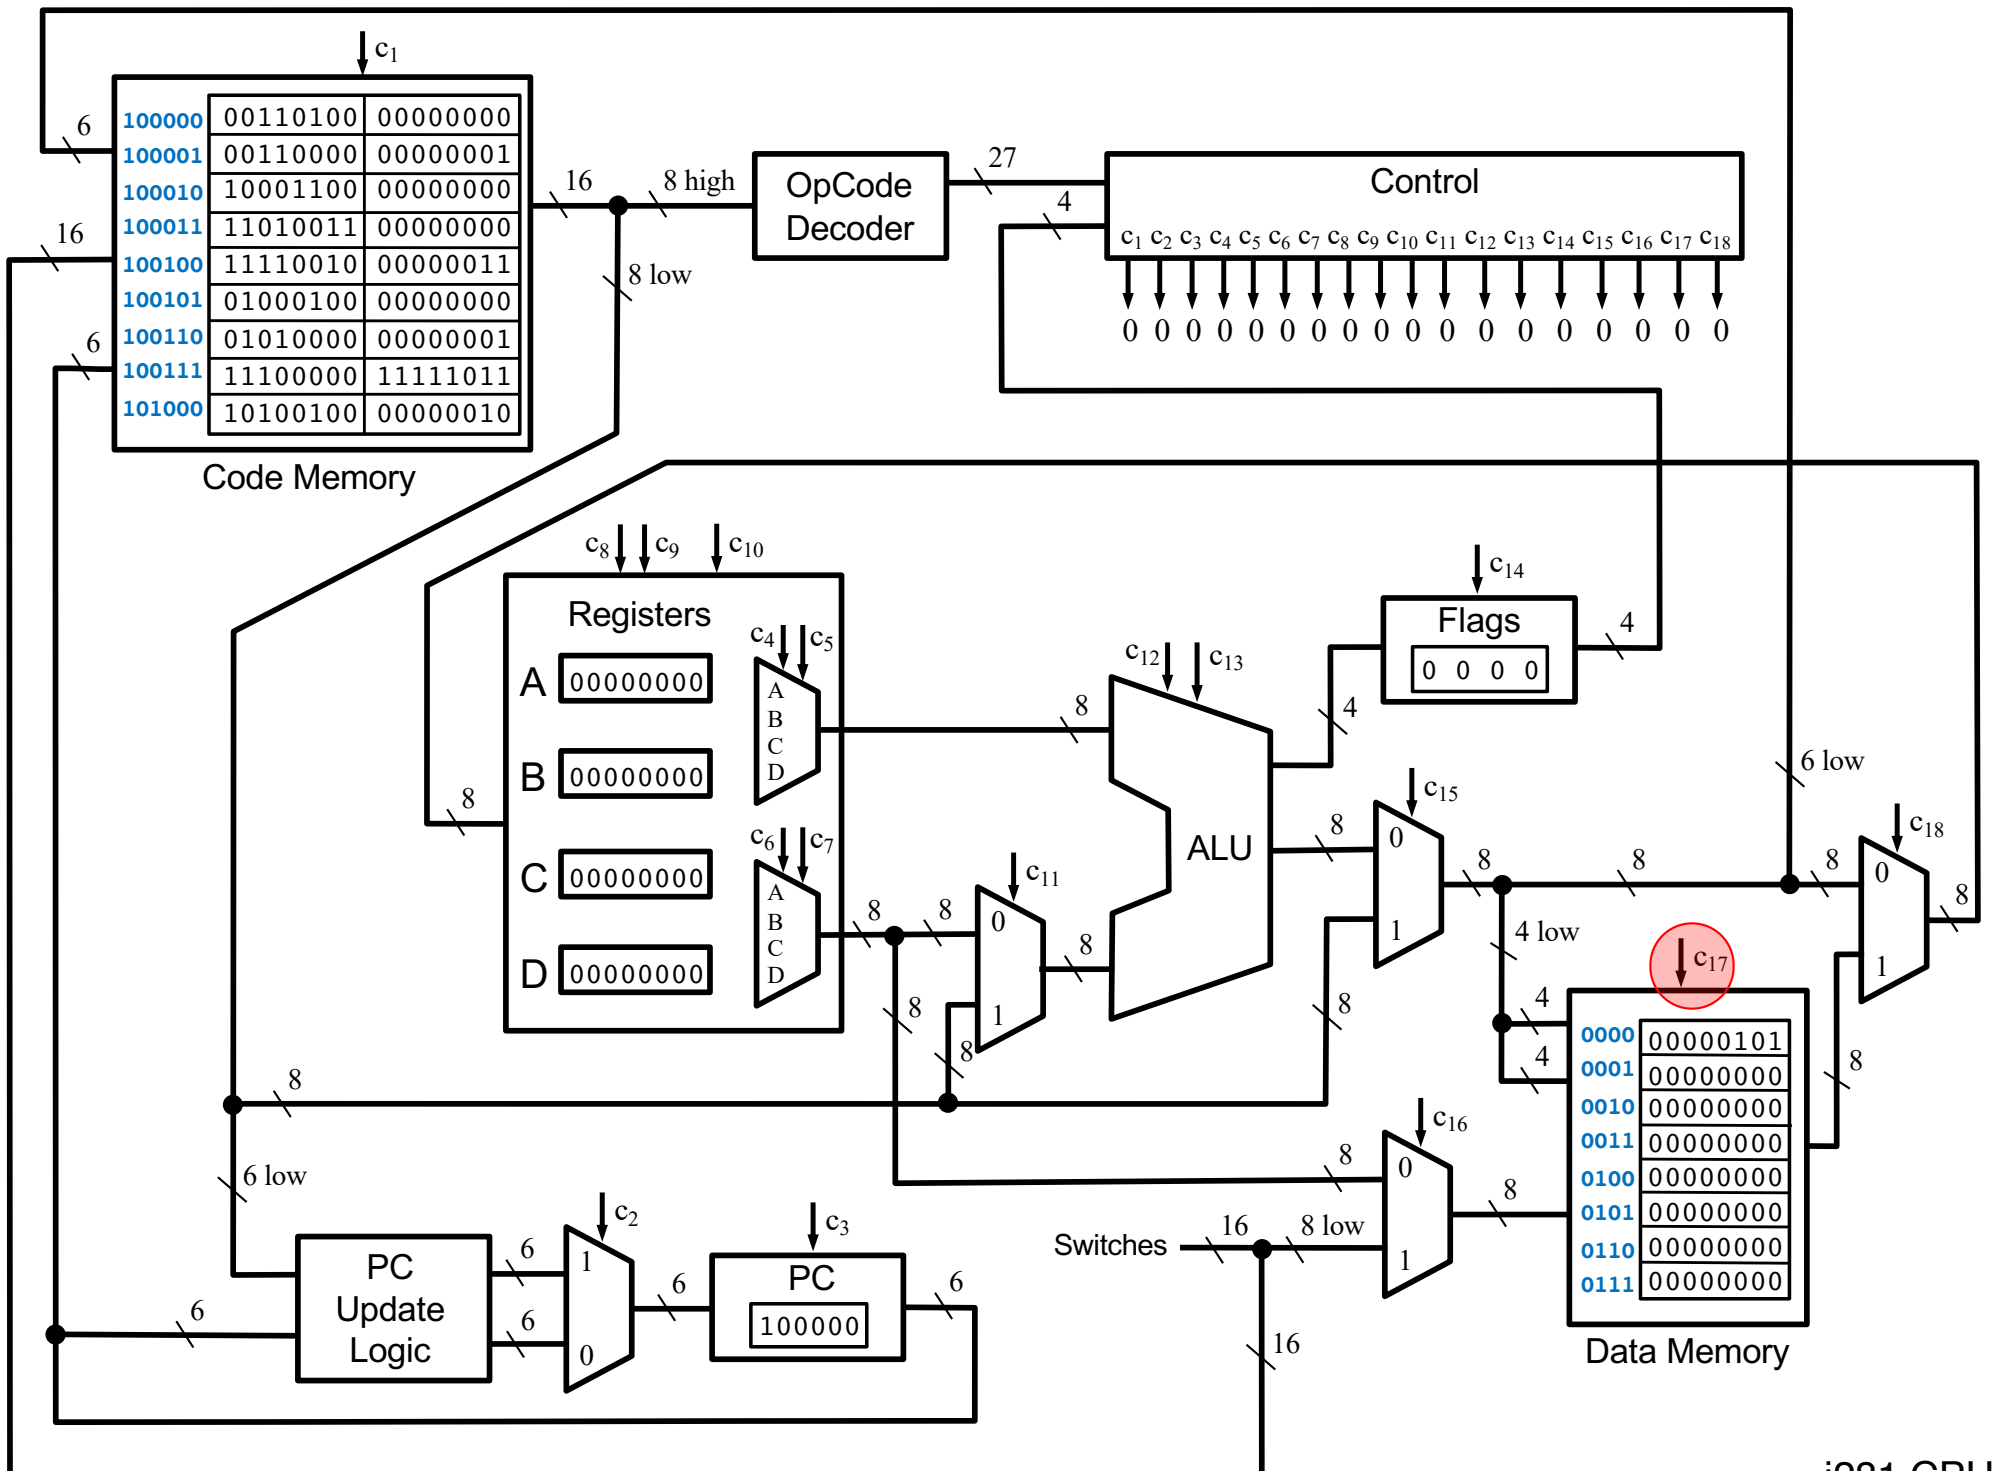 c1
100000 00110100 00000000
100001 00110000 00000001
100010 10001100 00000000
100011 11010011 00000000
100100 11110010 00000011
100101 01000100 00000000
100110 01010000 00000001
100111 11100000 11111011
101000 10100100 00000010
Code Memory
6
16
6
16
8 high
8 low
OpCode
Decoder
27
4
Control
c1 c2 c3 c4 c5 c6 c7 c8 c9 c10 c11 c12 c13 c14 c15 c16 c17 c18
0 0 0 0 0 0 0 0 0 0 0 0 0 0 0 0 0 0
c8 c9 c10
Registers
A 00000000
B 00000000
C 00000000
D 00000000
c4 c5
A
B
C
D
c6 c7
A
B
C
D
8
8
8
8
8
c11
0
1
8
8
c12 c13
ALU
c14
Flags
0 0 0 0
4
4
8
c15
0
1
8
8
8
6 low
8
c18
0
1
8
4 low
4
4
c17
0000 00000101
0001 00000000
0010 00000000
0011 00000000
0100 00000000
0101 00000000
0110 00000000
0111 00000000
Data Memory
8
8
6 low
6
PC
Update
Logic
6
6
c2
1
0
6
c3
PC
100000
6
8
c16
0
1
8
Switches
16
8 low
16